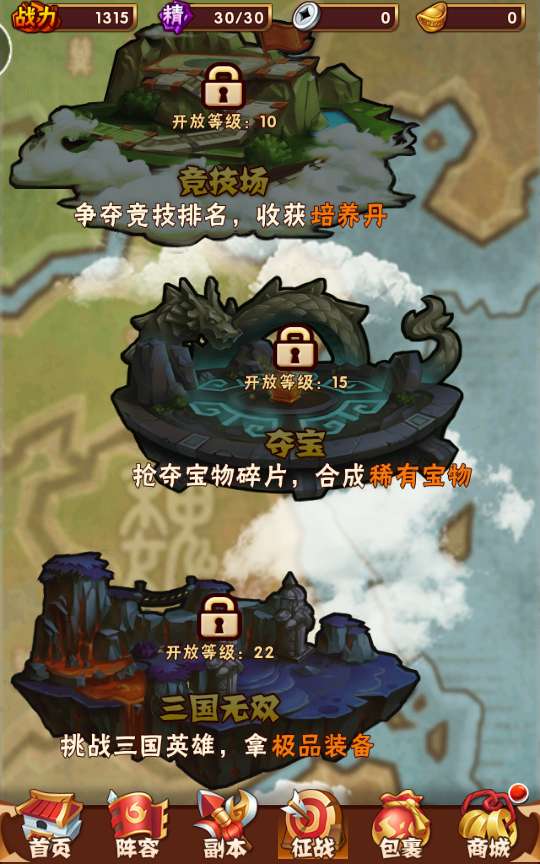 战力 1315 精 30/30 0 0
开放等级：10
竞技场
争夺竞技排名，收获培养丹
开放等级：15
夺宝
抢夺宝物碎片，合成稀有宝物
魏
开放等级：22
三国无双
挑战三国英雄，拿极品装备
首页 阵容 副本 征战 包裹 商城